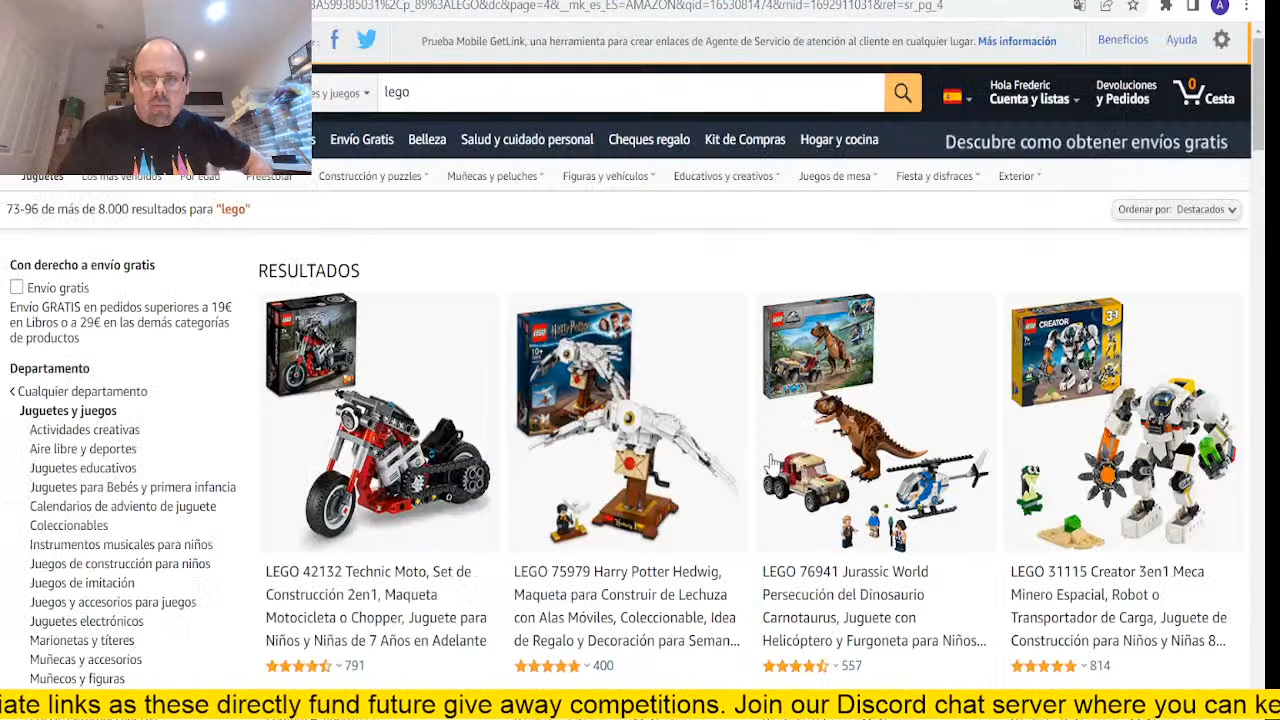 A599385031%2Cp_89%3ALEGO&dc&page=4&__mk_es_ES=AMAZON&qid=1653081474&rnid=1692911031&ref=sr_pg_4
A
Prueba Mobile GetLink, una herramienta para crear enlaces de Agente de Servicio de atención al cliente en cualquier lugar. Más información
Beneficios
Ayuda
s y juegos
lego
Hola Frederic
Cuenta y listas
Devoluciones
y Pedidos
0
Cesta
Envío Gratis
Belleza
Salud y cuidado personal
Cheques regalo
Kit de Compras
Hogar y cocina
Descubre como obtener envíos gratis
Juguetes
Los más vendidos
Por edad
Preescolar
Construcción y puzzles
Muñecas y peluches
Figuras y vehículos
Educativos y creativos
Juegos de mesa
Fiesta y disfraces
Exterior
73-96 de más de 8.000 resultados para "lego"
Ordenar por: Destacados
Con derecho a envío gratis
Envío gratis
Envío GRATIS en pedidos superiores a 19€
en Libros o a 29€ en las demás categorías
de productos
Departamento
Cualquier departamento
Juguetes y juegos
Actividades creativas
Aire libre y deportes
Juguetes educativos
Juguetes para Bebés y primera infancia
Calendarios de adviento de juguete
Coleccionables
Instrumentos musicales para niños
Juegos de construcción para niños
Juegos de imitación
Juegos y accesorios para juegos
Juguetes electrónicos
Marionetas y títeres
Muñecas y accesorios
Muñecas y figuras
RESULTADOS
LEGO
LEGO
Harry Potter
10+
LEGO
LEGO
CREATOR
3in1
7+
LEGO 42132 Technic Moto, Set de
Construcción 2en1, Maqueta
Motocicleta o Chopper, Juguete para
Niños y Niñas de 7 Años en Adelante
791
LEGO 75979 Harry Potter Hedwig,
Maqueta para Construir de Lechuza
con Alas Móviles, Coleccionable, Idea
de Regalo y Decoración para Seman...
400
LEGO 76941 Jurassic World
Persecución del Dinosaurio
Carnotaurus, Juguete con
Helicóptero y Furgoneta para Niños...
557
LEGO 31115 Creator 3en1 Meca
Minero Espacial, Robot o
Transportador de Carga, Juguete de
Construcción para Niños y Niñas 8...
814
iate links as these directly fund future give away competitions. Join our Discord chat server where you can ke